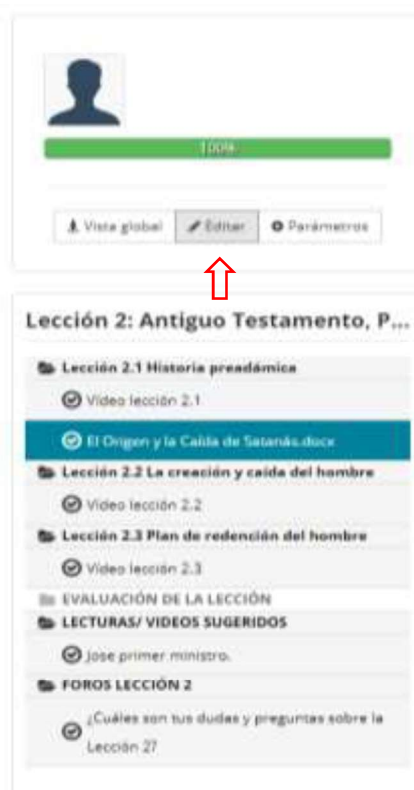 100%
Vista global Editar Parámetros
Lección 2: Antiguo Testamento, P...
Lección 2.1 Historia preadámica
Vídeo lección 2.1
El Origen y la Caída de Satanás.docx
Lección 2.2 La creación y caída del hombre
Vídeo lección 2.2
Lección 2.3 Plan de redención del hombre
Vídeo lección 2.3
EVALUACIÓN DE LA LECCIÓN
LECTURAS/ VIDEOS SUGERIDOS
Jose primer ministro.
FOROS LECCIÓN 2
¿Cuáles son tus dudas y preguntas sobre la
Lección 2?